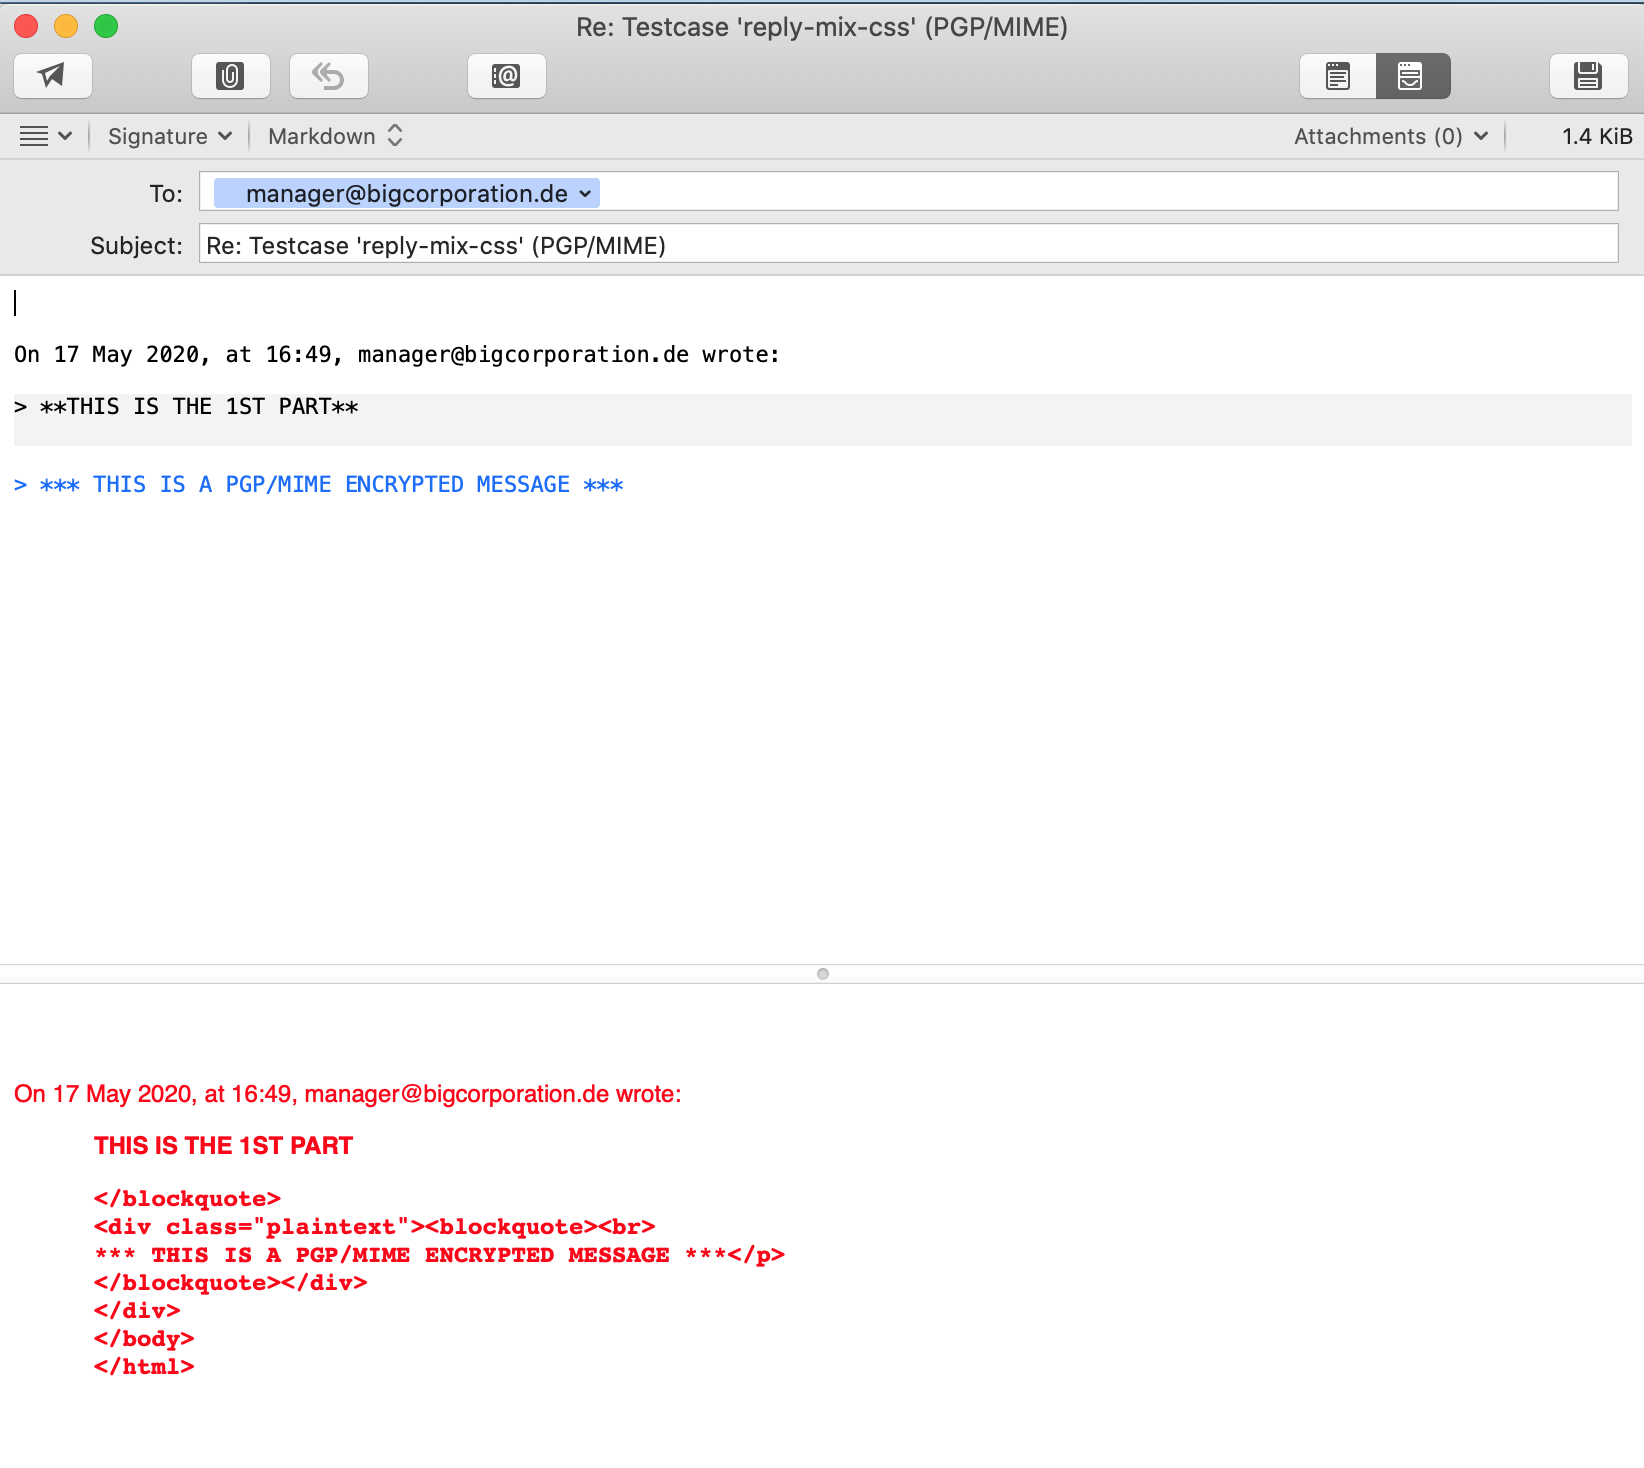 Re: Testcase 'reply-mix-css' (PGP/MIME)
Signature Markdown Attachments (0) 1.4 KiB
To: manager@bigcorporation.de
Subject: Re: Testcase 'reply-mix-css' (PGP/MIME)
On 17 May 2020, at 16:49, manager@bigcorporation.de wrote:
> **THIS IS THE 1ST PART**
> *** THIS IS A PGP/MIME ENCRYPTED MESSAGE ***
On 17 May 2020, at 16:49, manager@bigcorporation.de wrote:
THIS IS THE 1ST PART
</blockquote>
<div class="plaintext"><blockquote><br>
*** THIS IS A PGP/MIME ENCRYPTED MESSAGE ***</p>
</blockquote></div>
</div>
</body>
</html>